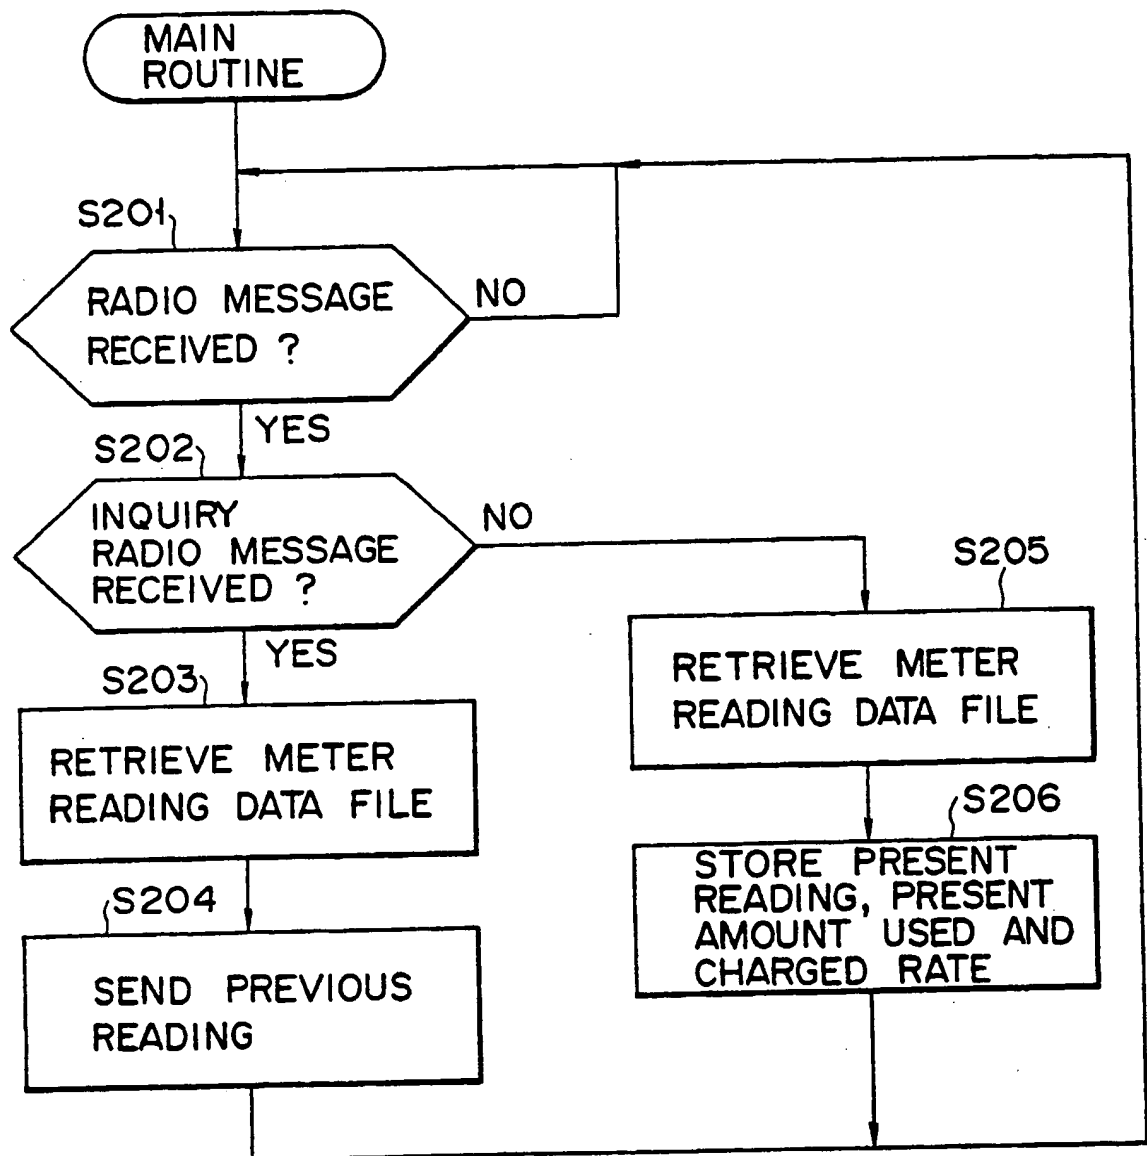 MAIN
ROUTINE
S201
RADIO MESSAGE
RECEIVED ?
NO
YES
S202
INQUIRY
RADIO MESSAGE
RECEIVED ?
NO
YES
S203
RETRIEVE METER
READING DATA FILE
S204
SEND PREVIOUS
READING
S205
RETRIEVE METER
READING DATA FILE
S206
STORE PRESENT
READING, PRESENT
AMOUNT USED AND
CHARGED RATE